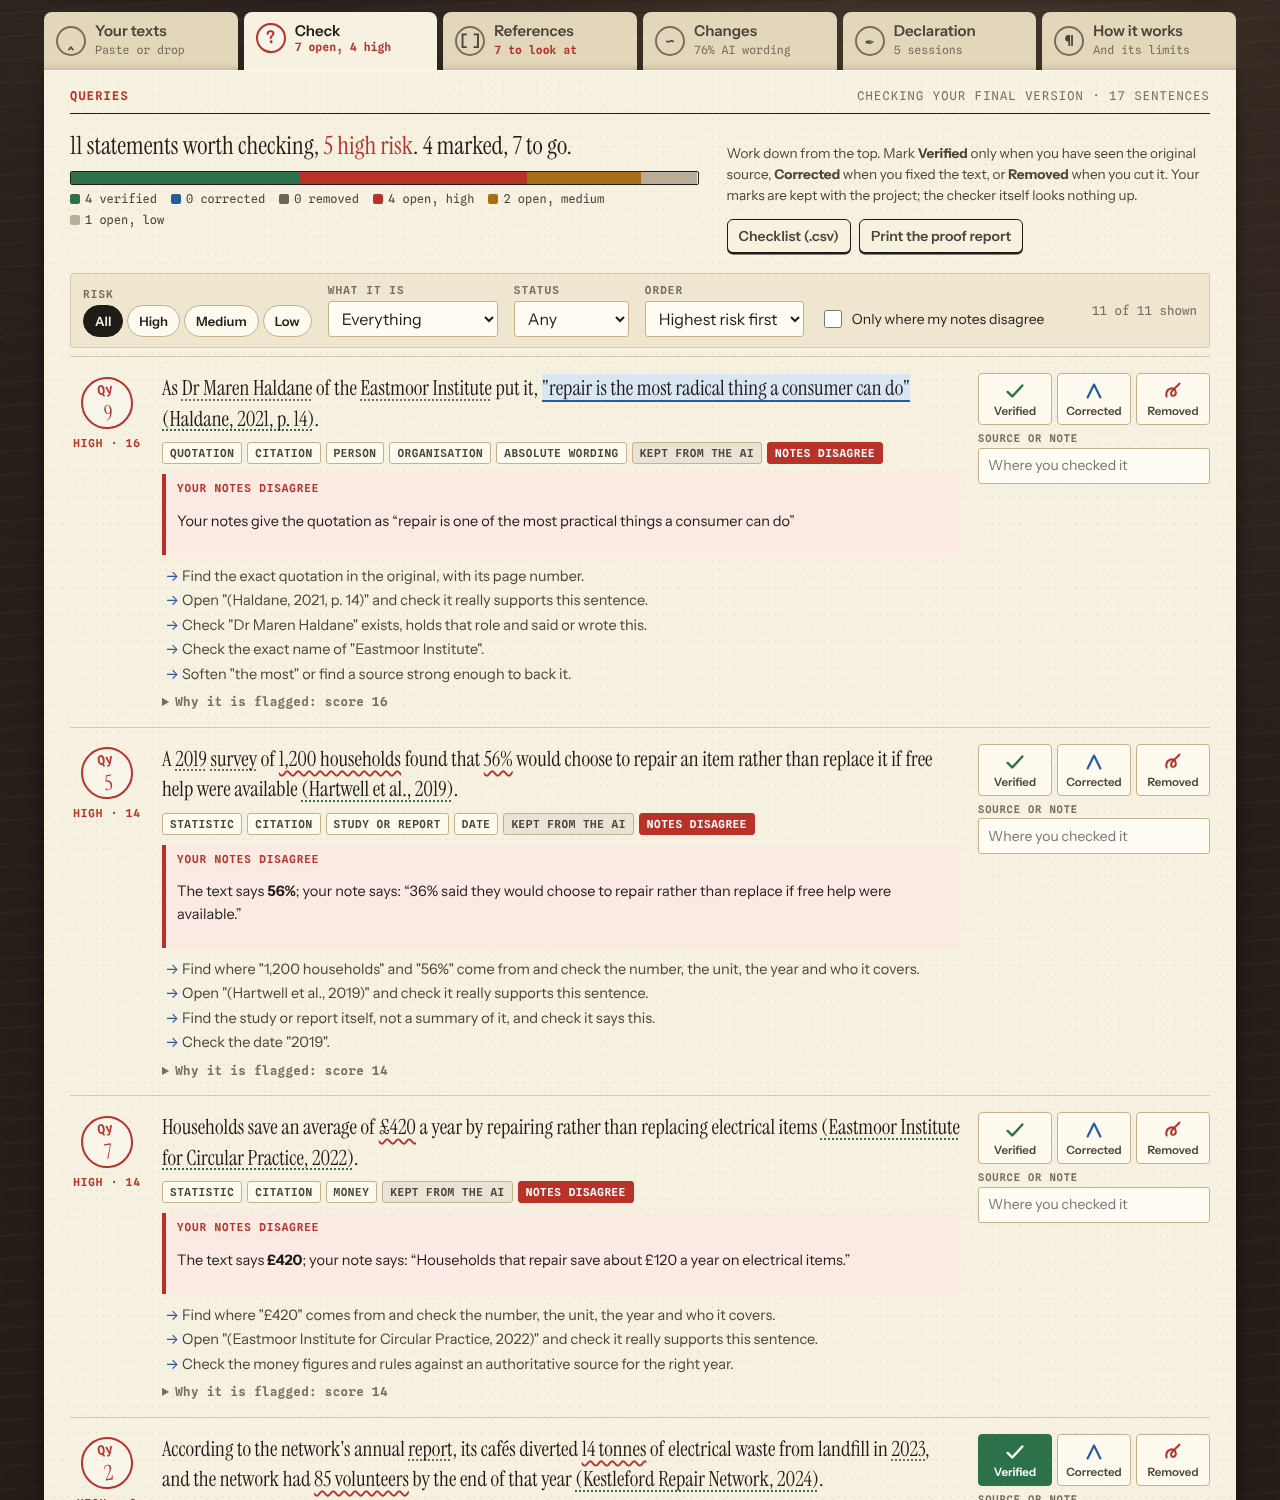 Your texts
Paste or drop
?
Check
7 open, 4 high
[ ]
References
7 to look at
~
Changes
76% AI wording
✒
Declaration
5 sessions
¶
How it works
And its limits
QUERIES
CHECKING YOUR FINAL VERSION · 17 SENTENCES
11 statements worth checking, 5 high risk. 4 marked, 7 to go.
4 verified 0 corrected 0 removed 4 open, high 2 open, medium
1 open, low
Work down from the top. Mark Verified only when you have seen the original
source, Corrected when you fixed the text, or Removed when you cut it. Your
marks are kept with the project; the checker itself looks nothing up.
Checklist (.csv) Print the proof report
RISK
All High Medium Low
WHAT IT IS
Everything
STATUS
Any
ORDER
Highest risk first
Only where my notes disagree
11 of 11 shown
Qy
9
HIGH · 16
As Dr Maren Haldane of the Eastmoor Institute put it, "repair is the most radical thing a consumer can do"
(Haldane, 2021, p. 14).
QUOTATION CITATION PERSON ORGANISATION ABSOLUTE WORDING KEPT FROM THE AI NOTES DISAGREE
YOUR NOTES DISAGREE
Your notes give the quotation as “repair is one of the most practical things a consumer can do”
→ Find the exact quotation in the original, with its page number.
→ Open "(Haldane, 2021, p. 14)" and check it really supports this sentence.
→ Check "Dr Maren Haldane" exists, holds that role and said or wrote this.
→ Check the exact name of "Eastmoor Institute".
→ Soften "the most" or find a source strong enough to back it.
▶ Why it is flagged: score 16
Verified Corrected Removed
SOURCE OR NOTE
Where you checked it
Qy
5
HIGH · 14
A 2019 survey of 1,200 households found that 56% would choose to repair an item rather than replace it if free
help were available (Hartwell et al., 2019).
STATISTIC CITATION STUDY OR REPORT DATE KEPT FROM THE AI NOTES DISAGREE
YOUR NOTES DISAGREE
The text says 56%; your note says: “36% said they would choose to repair rather than replace if free help were
available.”
→ Find where "1,200 households" and "56%" come from and check the number, the unit, the year and who it covers.
→ Open "(Hartwell et al., 2019)" and check it really supports this sentence.
→ Find the study or report itself, not a summary of it, and check it says this.
→ Check the date "2019".
▶ Why it is flagged: score 14
Verified Corrected Removed
SOURCE OR NOTE
Where you checked it
Qy
7
HIGH · 14
Households save an average of £420 a year by repairing rather than replacing electrical items (Eastmoor Institute
for Circular Practice, 2022).
STATISTIC CITATION MONEY KEPT FROM THE AI NOTES DISAGREE
YOUR NOTES DISAGREE
The text says £420; your note says: “Households that repair save about £120 a year on electrical items.”
→ Find where "£420" comes from and check the number, the unit, the year and who it covers.
→ Open "(Eastmoor Institute for Circular Practice, 2022)" and check it really supports this sentence.
→ Check the money figures and rules against an authoritative source for the right year.
▶ Why it is flagged: score 14
Verified Corrected Removed
SOURCE OR NOTE
Where you checked it
Qy
2
According to the network's annual report, its cafés diverted 14 tonnes of electrical waste from landfill in 2023,
and the network had 85 volunteers by the end of that year (Kestleford Repair Network, 2024).
Verified Corrected Removed
SOURCE OR NOTE